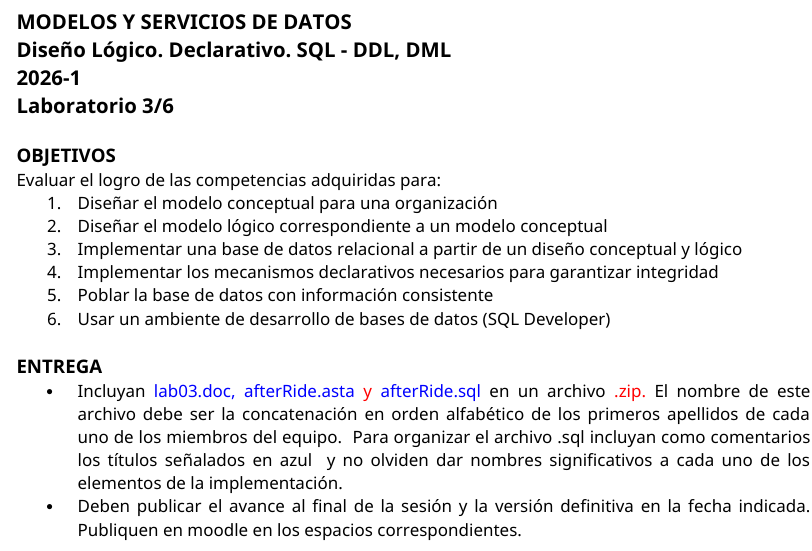 MODELOS Y SERVICIOS DE DATOS
Diseño Lógico. Declarativo. SQL - DDL, DML
2026-1
Laboratorio 3/6
OBJETIVOS
Evaluar el logro de las competencias adquiridas para:
1. Diseñar el modelo conceptual para una organización
2. Diseñar el modelo lógico correspondiente a un modelo conceptual
3. Implementar una base de datos relacional a partir de un diseño conceptual y lógico
4. Implementar los mecanismos declarativos necesarios para garantizar integridad
5. Poblar la base de datos con información consistente
6. Usar un ambiente de desarrollo de bases de datos (SQL Developer)
ENTREGA
• Incluyan lab03.doc, afterRide.asta y afterRide.sql en un archivo .zip. El nombre de este
archivo debe ser la concatenación en orden alfabético de los primeros apellidos de cada
uno de los miembros del equipo. Para organizar el archivo .sql incluyan como comentarios
los títulos señalados en azul y no olviden dar nombres significativos a cada uno de los
elementos de la implementación.
• Deben publicar el avance al final de la sesión y la versión definitiva en la fecha indicada.
Publiquen en moodle en los espacios correspondientes.